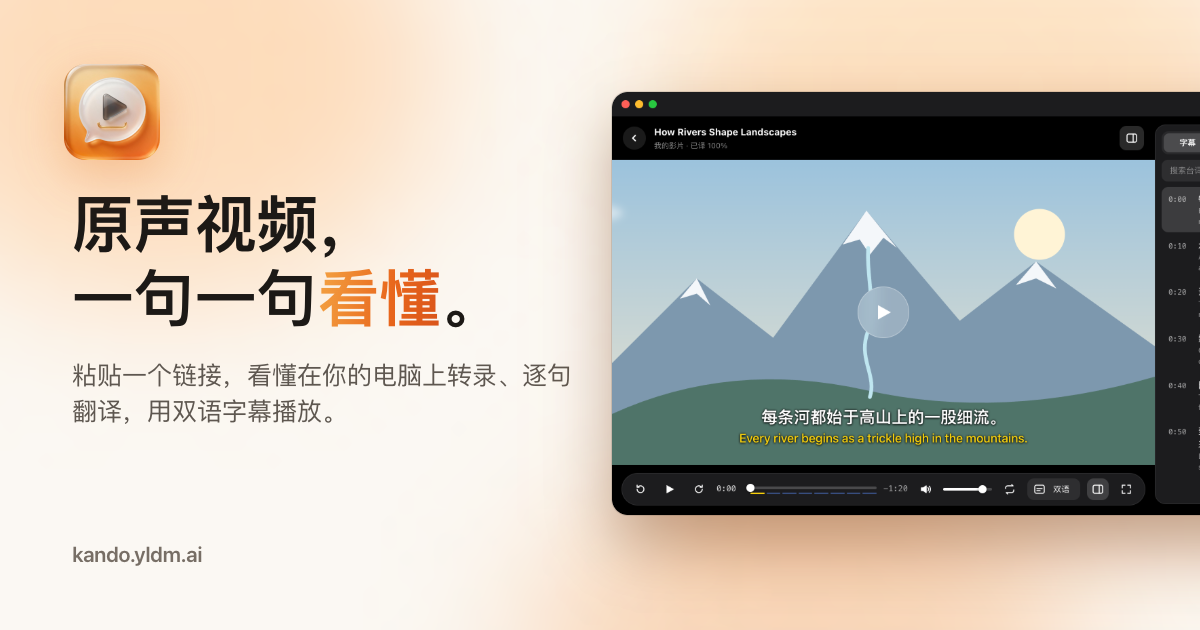 原声视频，
一句一句看懂。
粘贴一个链接，看懂在你的电脑上转录、逐句
翻译，用双语字幕播放。
kando.yldm.ai
How Rivers Shape Landscapes
我的影片 · 已译 100%
每条河都始于高山上的一股细流。
Every river begins as a trickle high in the mountains.
0:00
−1:20
双语
字幕
搜索台词
0:00
0:10
0:20
0:30
0:40
0:50